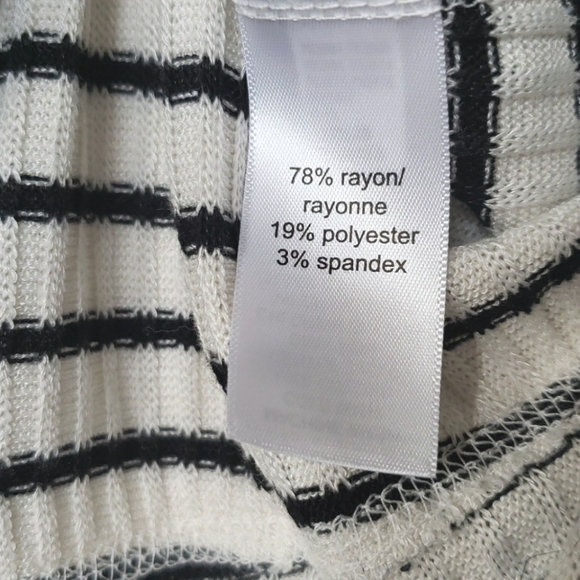 78% rayon/
rayonne
19% polyester
3% spandex